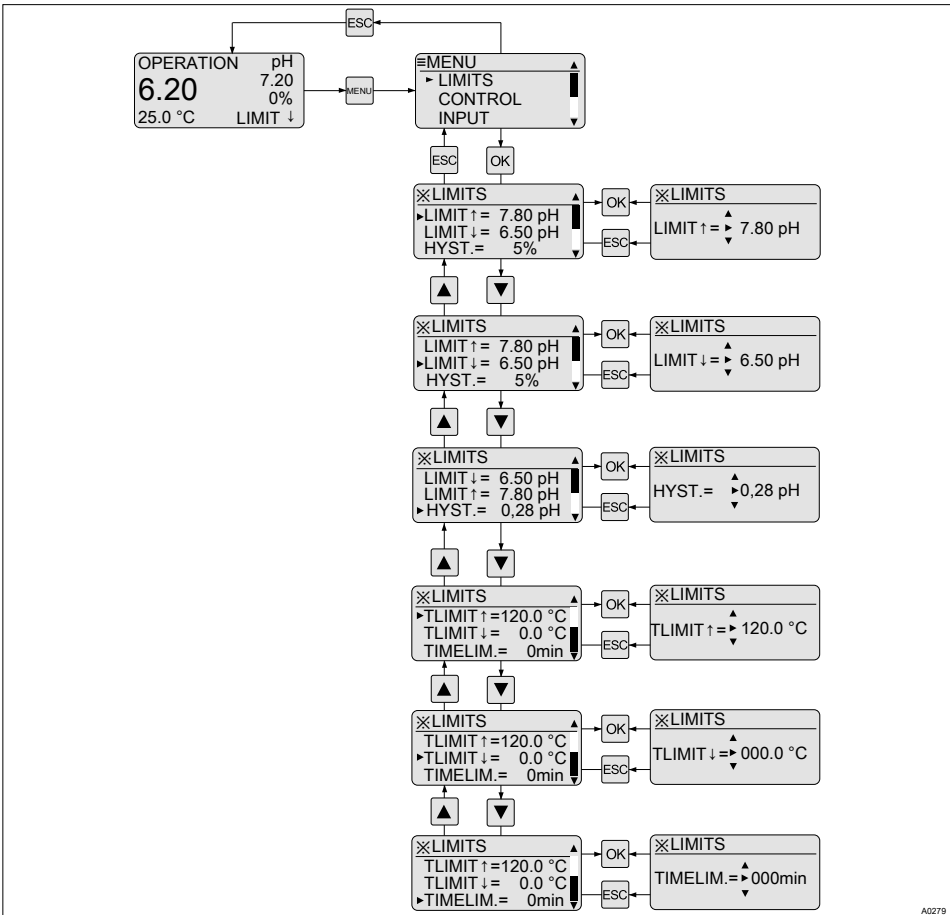 ESC
OPERATION pH
6.20 7.20
0%
25.0 °C LIMIT ↓
MENU
≡MENU ▲
► LIMITS
CONTROL
INPUT ▼
ESC OK
※LIMITS ▲
►LIMIT↑= 7.80 pH
LIMIT↓= 6.50 pH
HYST.= 5% ▼
OK
ESC
※LIMITS
▲
LIMIT↑= ► 7.80 pH
▼
▲ ▼
※LIMITS ▲
LIMIT↑= 7.80 pH
►LIMIT↓= 6.50 pH
HYST.= 5% ▼
OK
ESC
※LIMITS
▲
LIMIT↓= ► 6.50 pH
▼
▲ ▼
※LIMITS ▲
LIMIT↓= 6.50 pH
LIMIT↑= 7.80 pH
►HYST.= 0,28 pH ▼
OK
ESC
※LIMITS
▲
HYST.= ►0,28 pH
▼
▲ ▼
※LIMITS ▲
►TLIMIT↑=120.0 °C
TLIMIT↓= 0.0 °C
TIMELIM.= 0min ▼
OK
ESC
※LIMITS
▲
TLIMIT↑=► 120.0 °C
▼
▲ ▼
※LIMITS ▲
TLIMIT↑=120.0 °C
►TLIMIT↓= 0.0 °C
TIMELIM.= 0min ▼
OK
ESC
※LIMITS
▲
TLIMIT↓=► 000.0 °C
▼
▲ ▼
※LIMITS ▲
TLIMIT↑=120.0 °C
TLIMIT↓= 0.0 °C
►TIMELIM.= 0min ▼
OK
ESC
※LIMITS
▲
TIMELIM.=►000min
▼
A0279